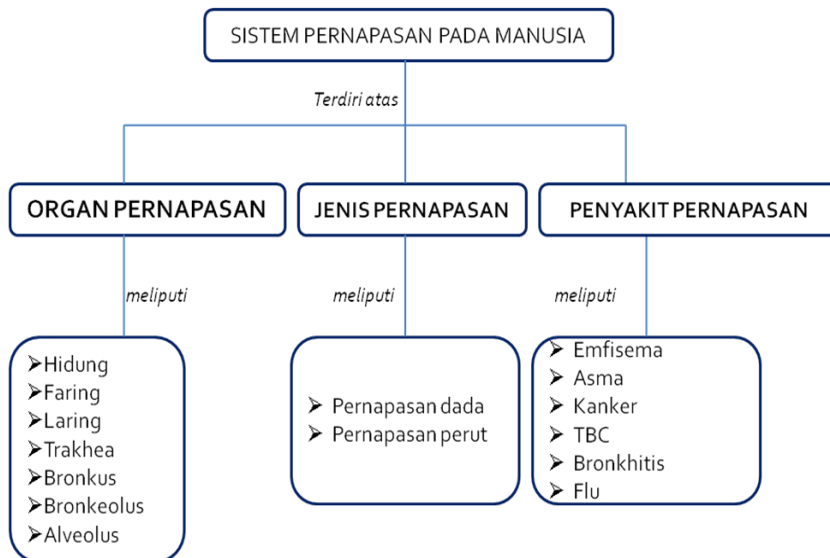 SISTEM PERNAPASAN PADA MANUSIA
Terdiri atas
ORGAN PERNAPASAN
JENIS PERNAPASAN
PENYAKIT PERNAPASAN
meliputi
meliputi
meliputi
➢Hidung
➢Faring
➢Laring
➢Trakhea
➢Bronkus
➢Bronkeolus
➢Alveolus
➢ Pernapasan dada
➢ Pernapasan perut
➢ Emfisema
➢ Asma
➢ Kanker
➢ TBC
➢ Bronkhitis
➢ Flu